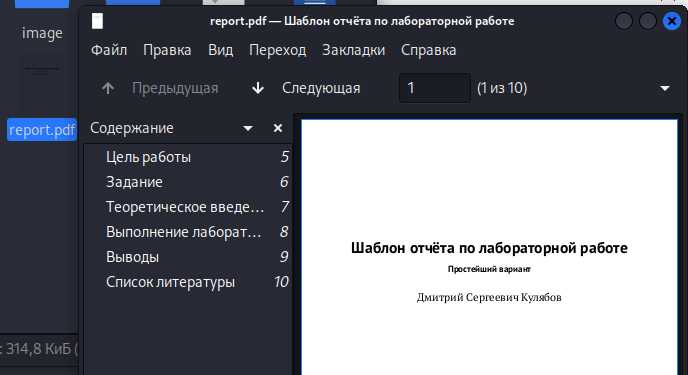 image
report.pdf
: 314,8 КиБ (
report.pdf — Шаблон отчёта по лабораторной работе
Файл Правка Вид Переход Закладки Справка
Предыдущая Следующая 1 (1 из 10)
Содержание
Цель работы 5
Задание 6
Теоретическое введе... 7
Выполнение лаборат... 8
Выводы 9
Список литературы 10
Шаблон отчёта по лабораторной работе
Простейший вариант
Дмитрий Сергеевич Кулябов